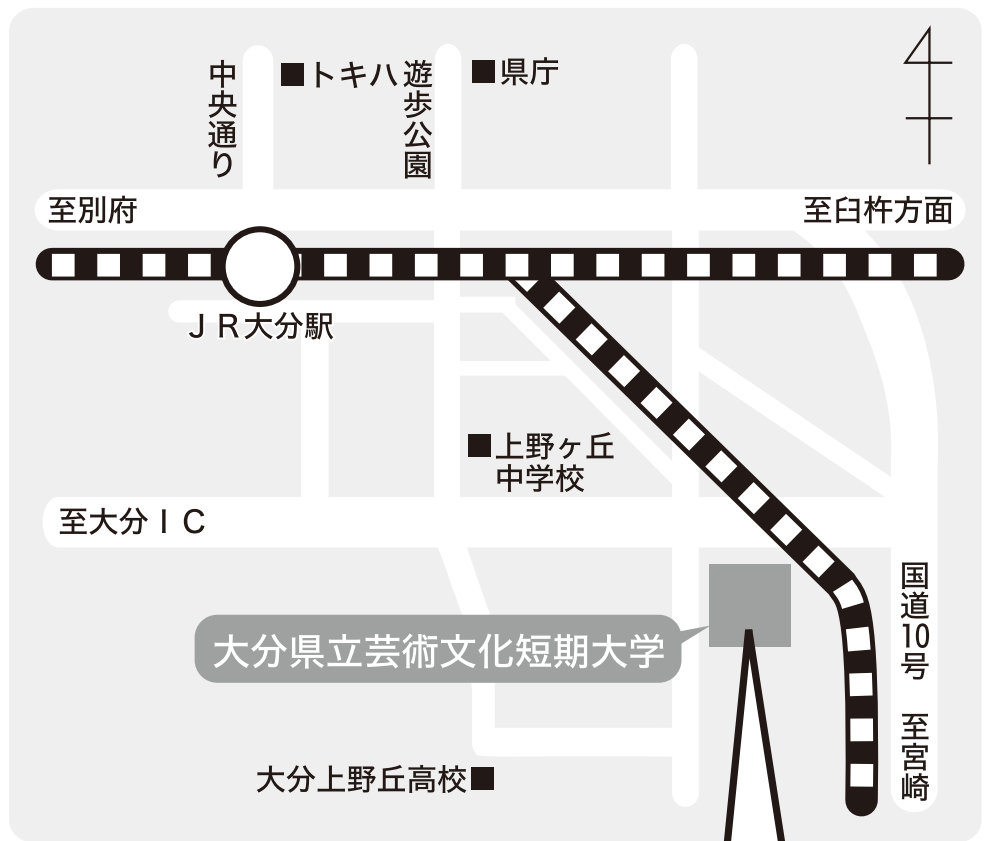 中央通り
■トキハ
遊歩公園
■県庁
至別府
至臼杵方面
ＪＲ大分駅
■上野ヶ丘
中学校
至大分ＩＣ
国道10号　至宮崎
大分県立芸術文化短期大学
大分上野丘高校■